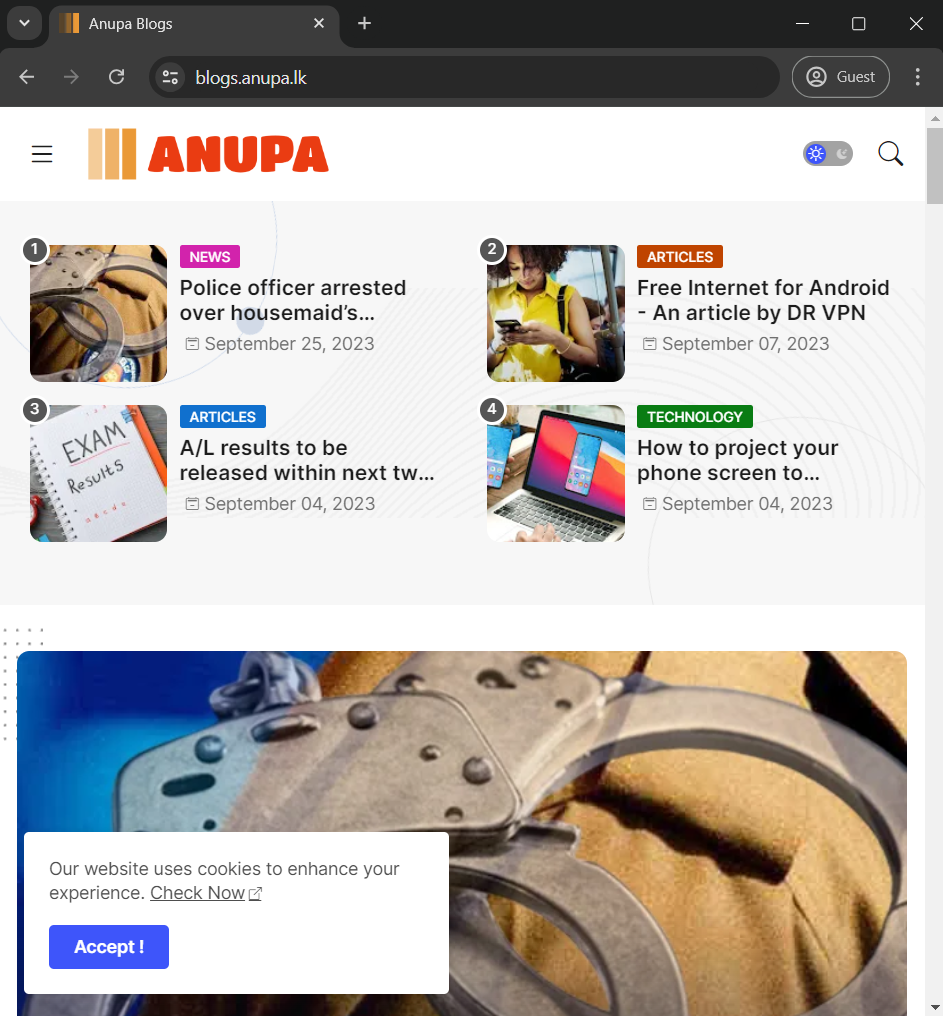 Anupa Blogs
blogs.anupa.lk
Guest
ANUPA
1
NEWS
Police officer arrested
over housemaid’s...
September 25, 2023
2
ARTICLES
Free Internet for Android
- An article by DR VPN
September 07, 2023
3
EXAM
Results
ARTICLES
A/L results to be
released within next tw...
September 04, 2023
4
TECHNOLOGY
How to project your
phone screen to...
September 04, 2023
Our website uses cookies to enhance your
experience. Check Now
Accept !